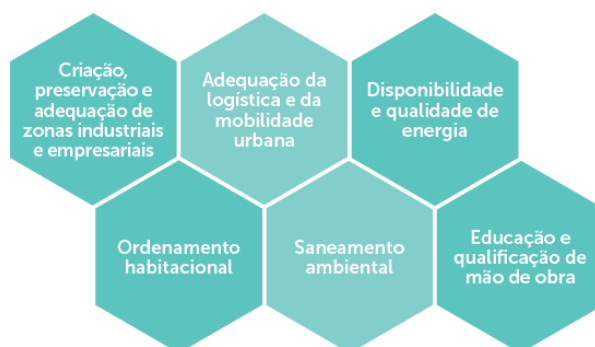 Criação,
preservação e
adequação de
zonas industriais
e empresariais
Adequação da
logística e da
mobilidade
urbana
Disponibilidade
e qualidade de
energia
Ordenamento
habitacional
Saneamento
ambiental
Educação e
qualificação de
mão de obra